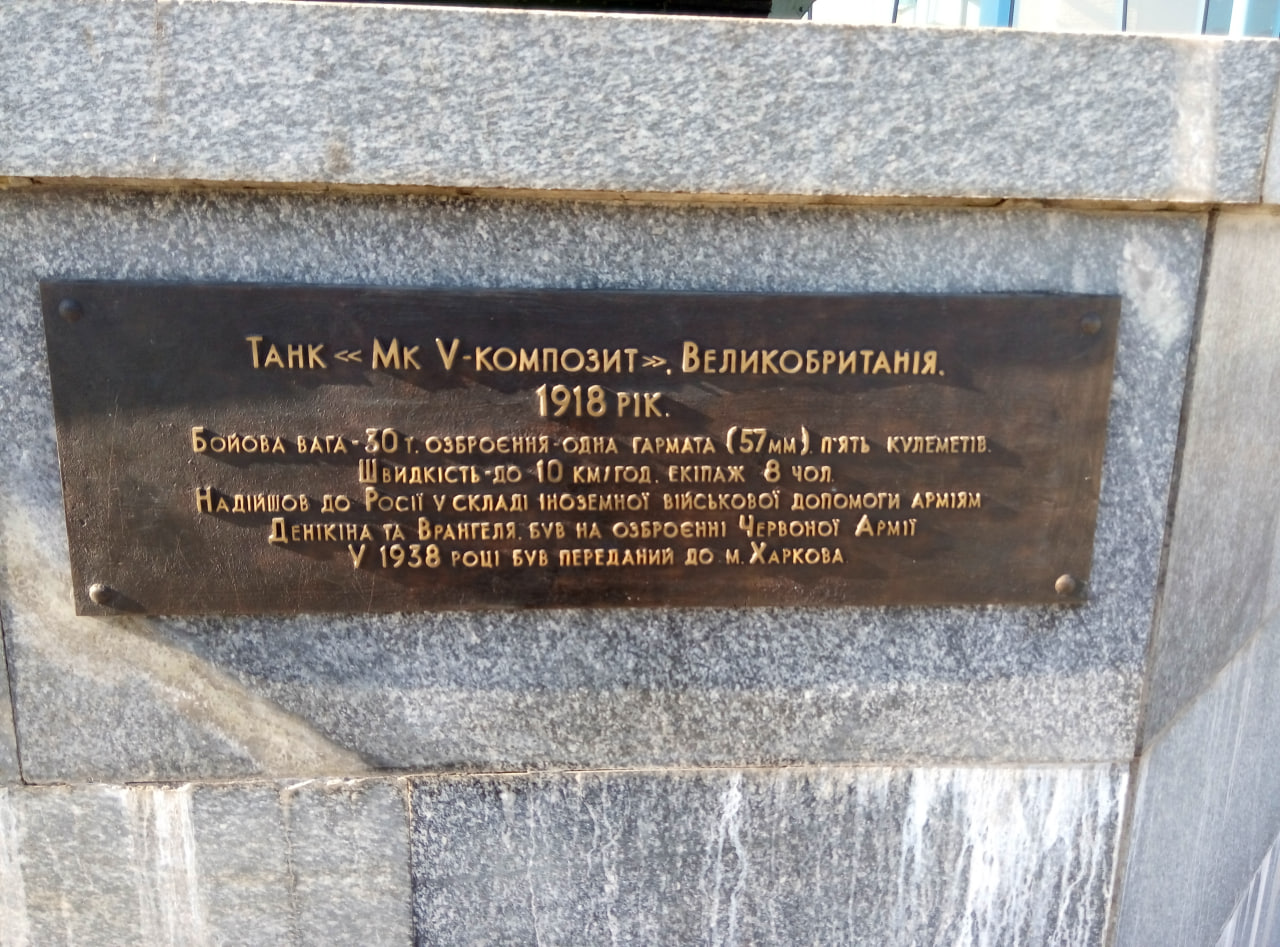 Танк «Мк V-композит», Великобританія.
1918 рік.
Бойова вага-30т. озброєння-одна гармата (57мм), п'ять кулеметів.
Швидкість-до 10 км/год. екіпаж 8 чол.
Надійшов до Росії у складі іноземної військової допомоги арміям
Денікіна та Врангеля. був на озброєнні Червоної Армії
У 1938 році був переданий до м. Харкова